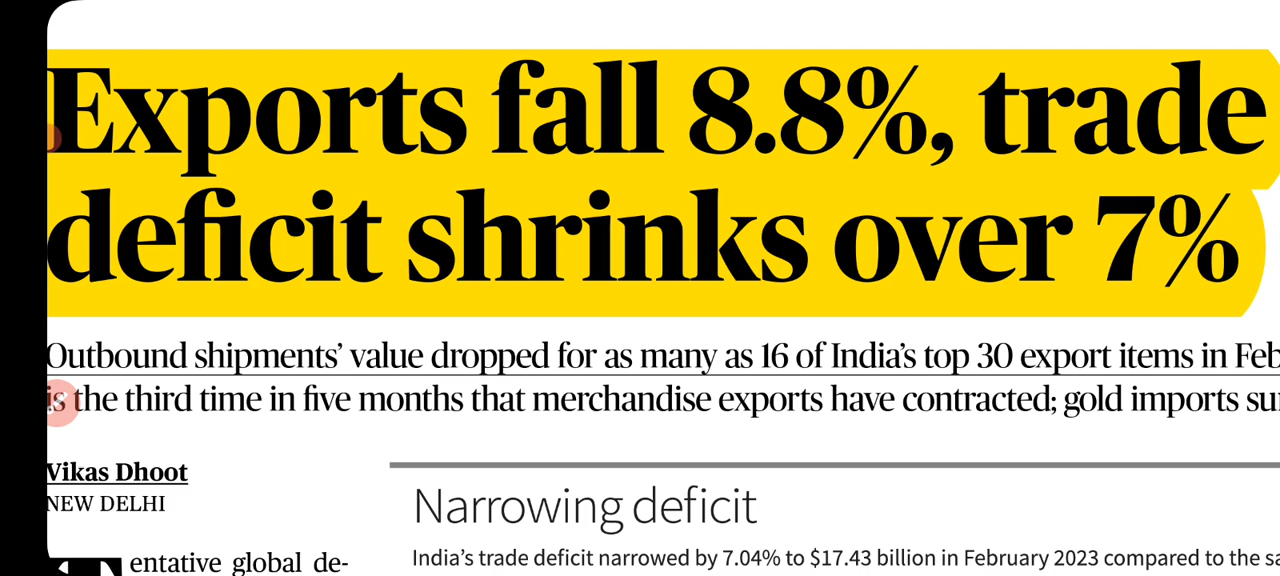 Exports fall 8.8%, trade
deficit shrinks over 7%
Outbound shipments’ value dropped for as many as 16 of India’s top 30 export items in Feb
is the third time in five months that merchandise exports have contracted; gold imports su
Vikas Dhoot
NEW DELHI
entative global de-
Narrowing deficit
India’s trade deficit narrowed by 7.04% to $17.43 billion in February 2023 compared to the sa